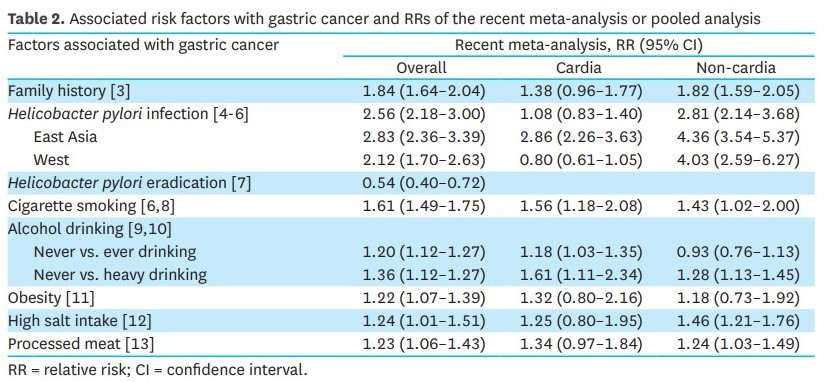 Table 2. Associated risk factors with gastric cancer and RRs of the recent meta-analysis or pooled analysis
Factors associated with gastric cancer Recent meta-analysis, RR (95% CI)
Overall Cardia Non-cardia
Family history [3] 1.84 (1.64–2.04) 1.38 (0.96–1.77) 1.82 (1.59–2.05)
Helicobacter pylori infection [4-6] 2.56 (2.18–3.00) 1.08 (0.83–1.40) 2.81 (2.14–3.68)
East Asia 2.83 (2.36–3.39) 2.86 (2.26–3.63) 4.36 (3.54–5.37)
West 2.12 (1.70–2.63) 0.80 (0.61–1.05) 4.03 (2.59–6.27)
Helicobacter pylori eradication [7] 0.54 (0.40–0.72)
Cigarette smoking [6,8] 1.61 (1.49–1.75) 1.56 (1.18–2.08) 1.43 (1.02–2.00)
Alcohol drinking [9,10]
Never vs. ever drinking 1.20 (1.12–1.27) 1.18 (1.03–1.35) 0.93 (0.76–1.13)
Never vs. heavy drinking 1.36 (1.12–1.27) 1.61 (1.11–2.34) 1.28 (1.13–1.45)
Obesity [11] 1.22 (1.07–1.39) 1.32 (0.80–2.16) 1.18 (0.73–1.92)
High salt intake [12] 1.24 (1.01–1.51) 1.25 (0.80–1.95) 1.46 (1.21–1.76)
Processed meat [13] 1.23 (1.06–1.43) 1.34 (0.97–1.84) 1.24 (1.03–1.49)
RR = relative risk; CI = confidence interval.